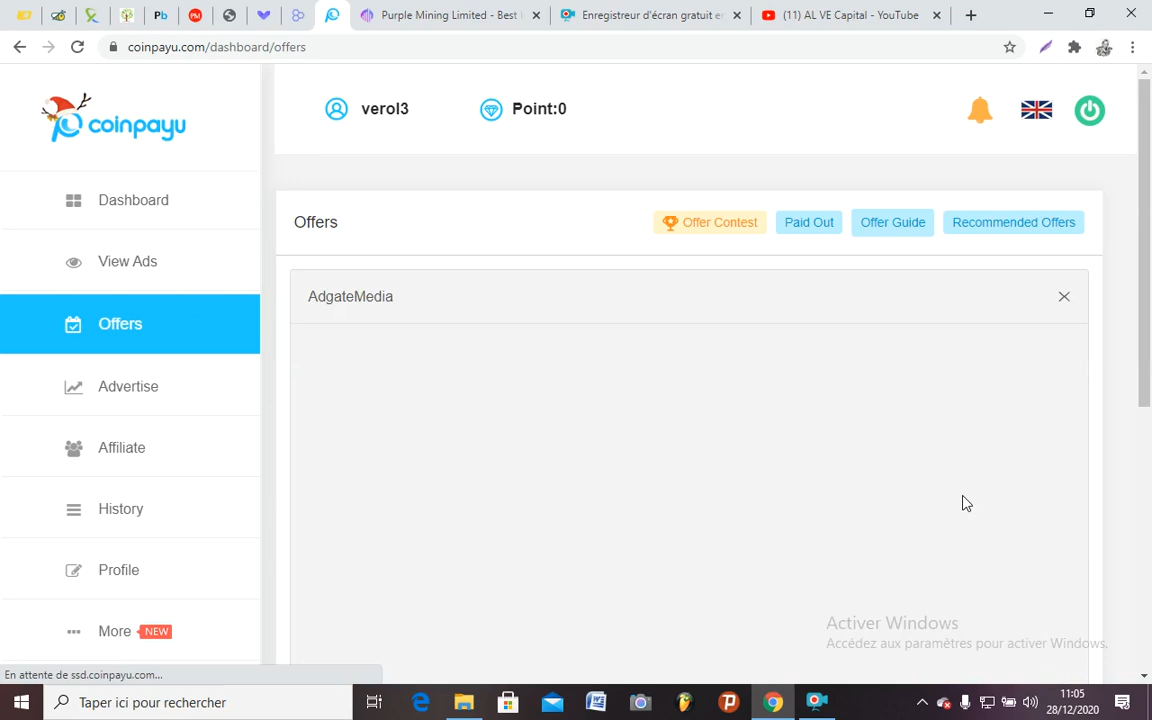 Pb
PM
Purple Mining Limited - Best
Enregistreur d'écran gratuit en
(11) AL VE Capital - YouTube
coinpayu.com/dashboard/offers
coinpayu
verol3
Point:0
Dashboard
View Ads
Offers
Advertise
Affiliate
History
Profile
More NEW
Offers
Offer Contest
Paid Out
Offer Guide
Recommended Offers
AdgateMedia
Activer Windows
Accédez aux paramètres pour activer Windows.
En attente de ssd.coinpayu.com...
Taper ici pour rechercher
11:05
28/12/2020